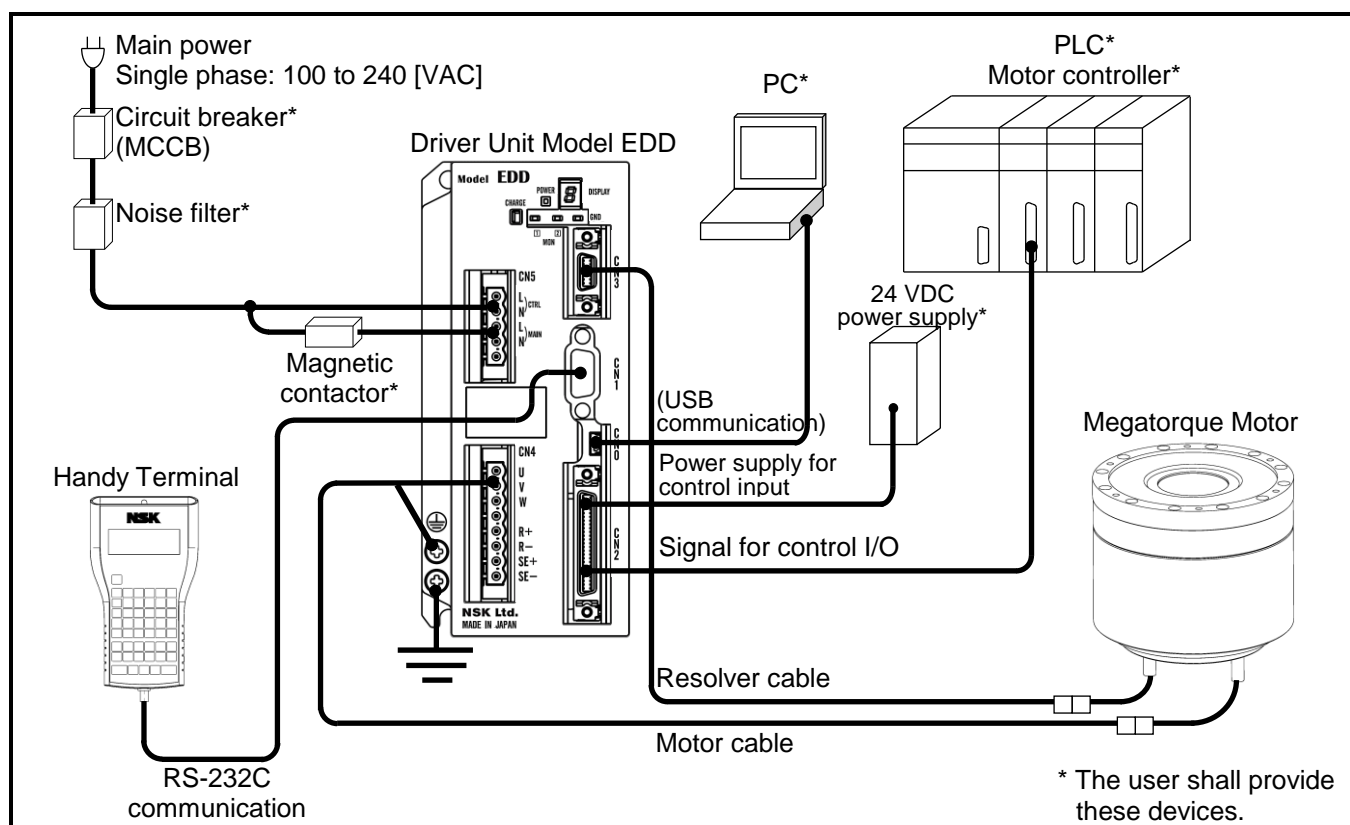 Main power
Single phase: 100 to 240 [VAC]
Circuit breaker*
(MCCB)
Noise filter*
Magnetic
contactor*
Driver Unit Model EDD
Model EDD
POWER
8
DISPLAY
CHARGE
GND
1 2
MON
CN5
L
N
CTRL
L
N
MAIN
CN3
CN1
CN0
CN2
CN4
U
V
W
R+
R-
SE+
SE-
NSK Ltd.
MADE IN JAPAN
PC*
PLC*
Motor controller*
24 VDC
power supply*
(USB
communication)
Power supply for
control input
Signal for control I/O
Megatorque Motor
Handy Terminal
NSK
Resolver cable
Motor cable
RS-232C
communication
* The user shall provide
these devices.